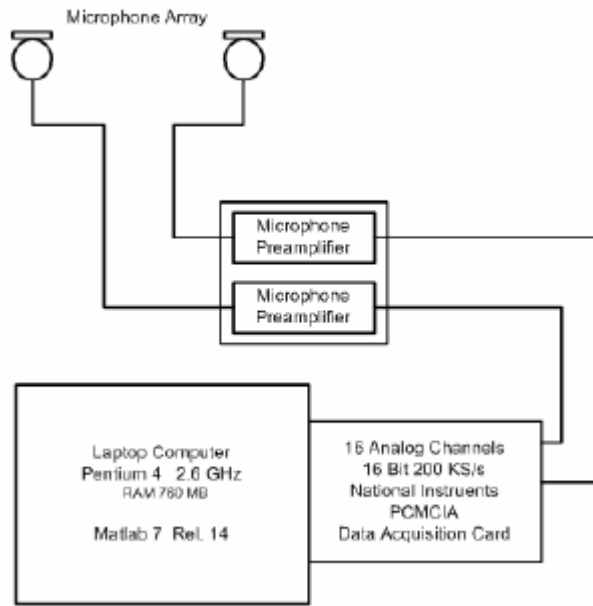 Microphone Array
Microphone
Preamplifier
Microphone
Preamplifier
Laptop Computer
Pentium 4 2.6 GHz
RAM 760 MB
Matlab 7 Rel. 14
16 Analog Channels
16 Bit 200 KS/s
National Instruents
PCMCIA
Data Acquisition Card